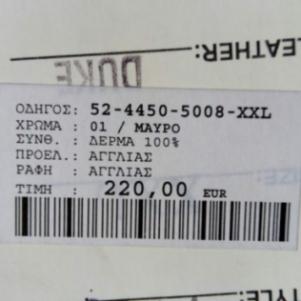 LEATHER:
DUKE
ΟΔΗΓΟΣ: 52-4450-5008-XXL
ΧΡΩΜΑ : 01 / ΜΑΥΡΟ
ΣΥΝΘ. : ΔΕΡΜΑ 100%
ΠΡΟΕΛ.: ΑΓΓΛΙΑΣ
ΡΑΦΗ : ΑΓΓΛΙΑΣ
ΤΙΜΗ : 220,00 EUR
STYLE: